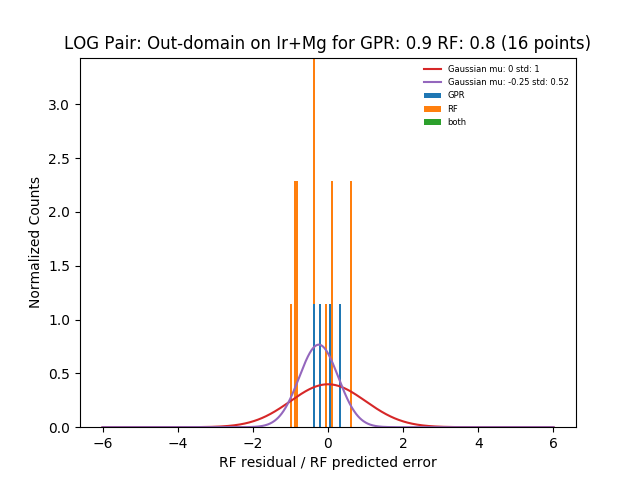 LOG Pair: Out-domain on Ir+Mg for GPR: 0.9 RF: 0.8 (16 points)
Gaussian mu: 0 std: 1
Gaussian mu: -0.25 std: 0.52
GPR
RF
both
Normalized Counts
3.0
2.5
2.0
1.5
1.0
0.5
0.0
−6
−4
−2
0
2
4
6
RF residual / RF predicted error